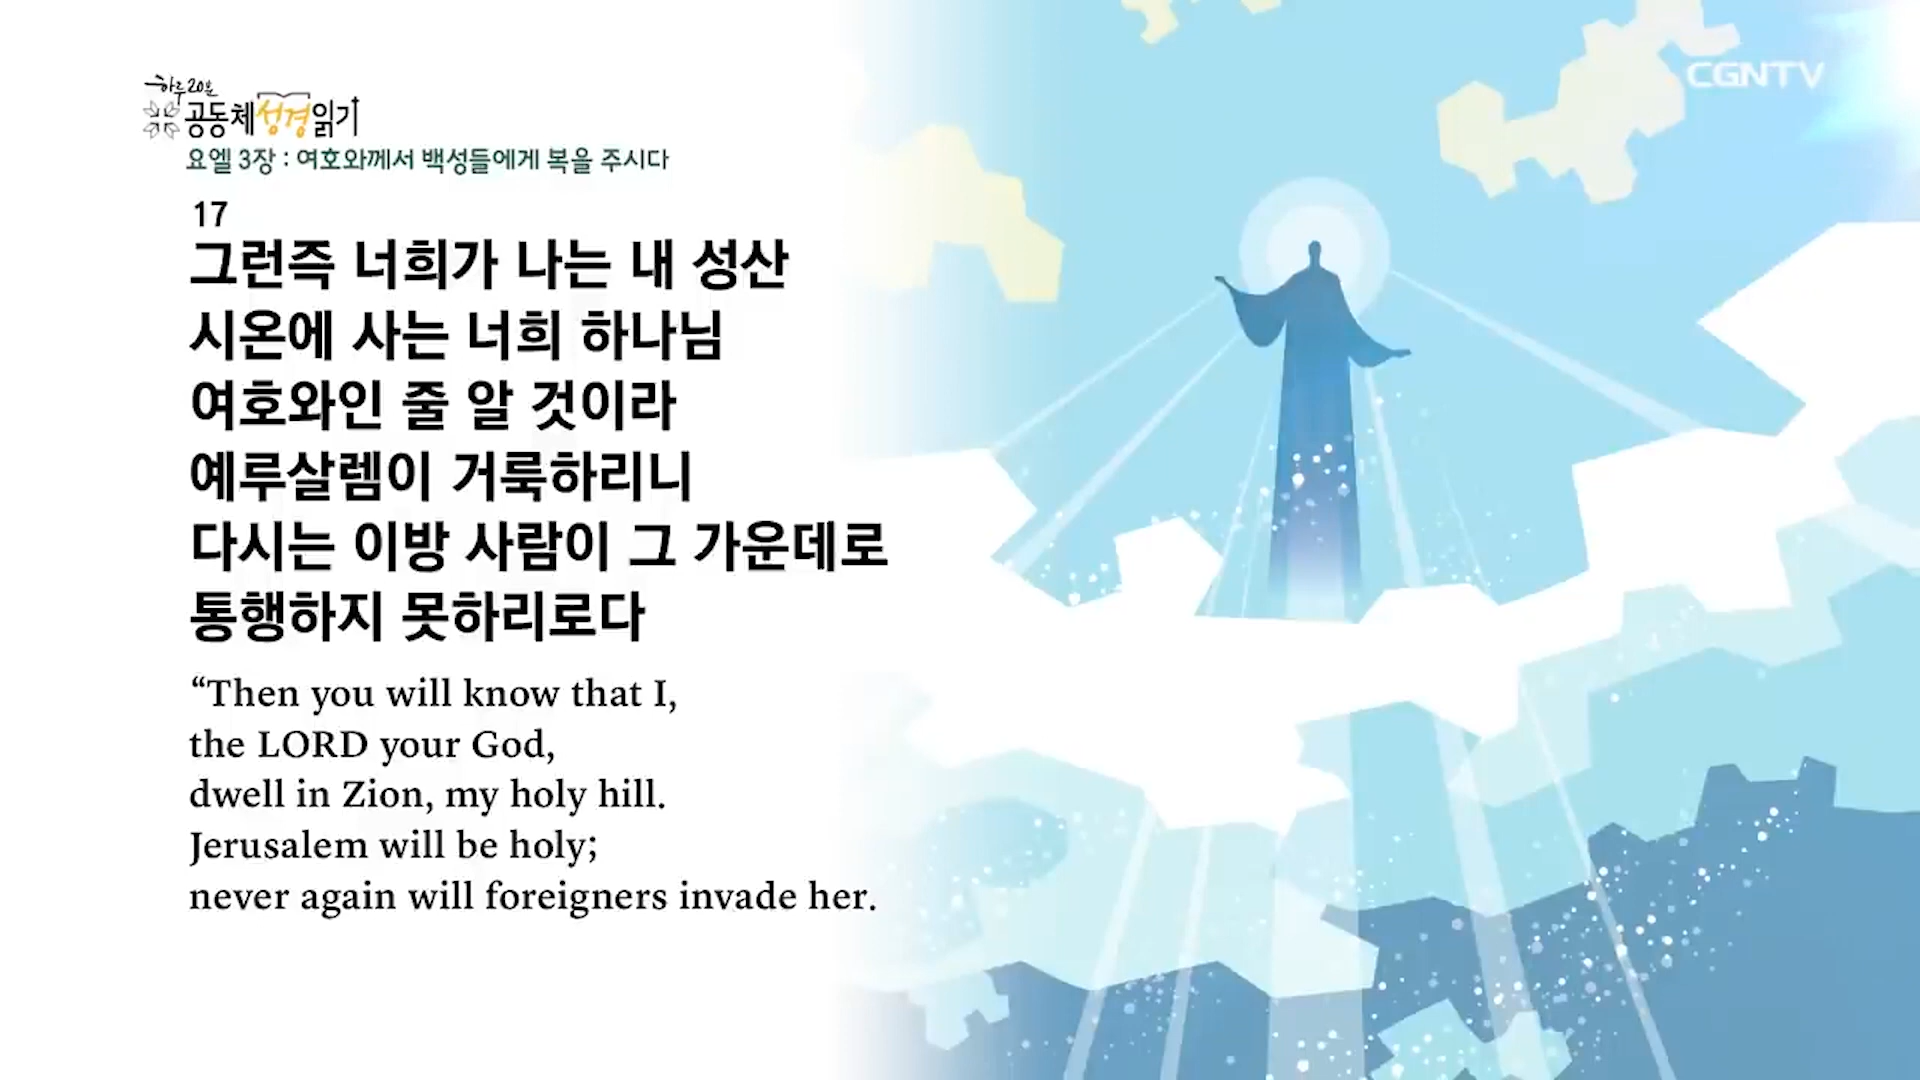 하루 20분
공동체 성경 읽기
CGNTV
요엘 3장 : 여호와께서 백성들에게 복을 주시다
17
그런즉 너희가 나는 내 성산
시온에 사는 너희 하나님
여호와인 줄 알 것이라
예루살렘이 거룩하리니
다시는 이방 사람이 그 가운데로
통행하지 못하리로다
“Then you will know that I,
the LORD your God,
dwell in Zion, my holy hill.
Jerusalem will be holy;
never again will foreigners invade her.